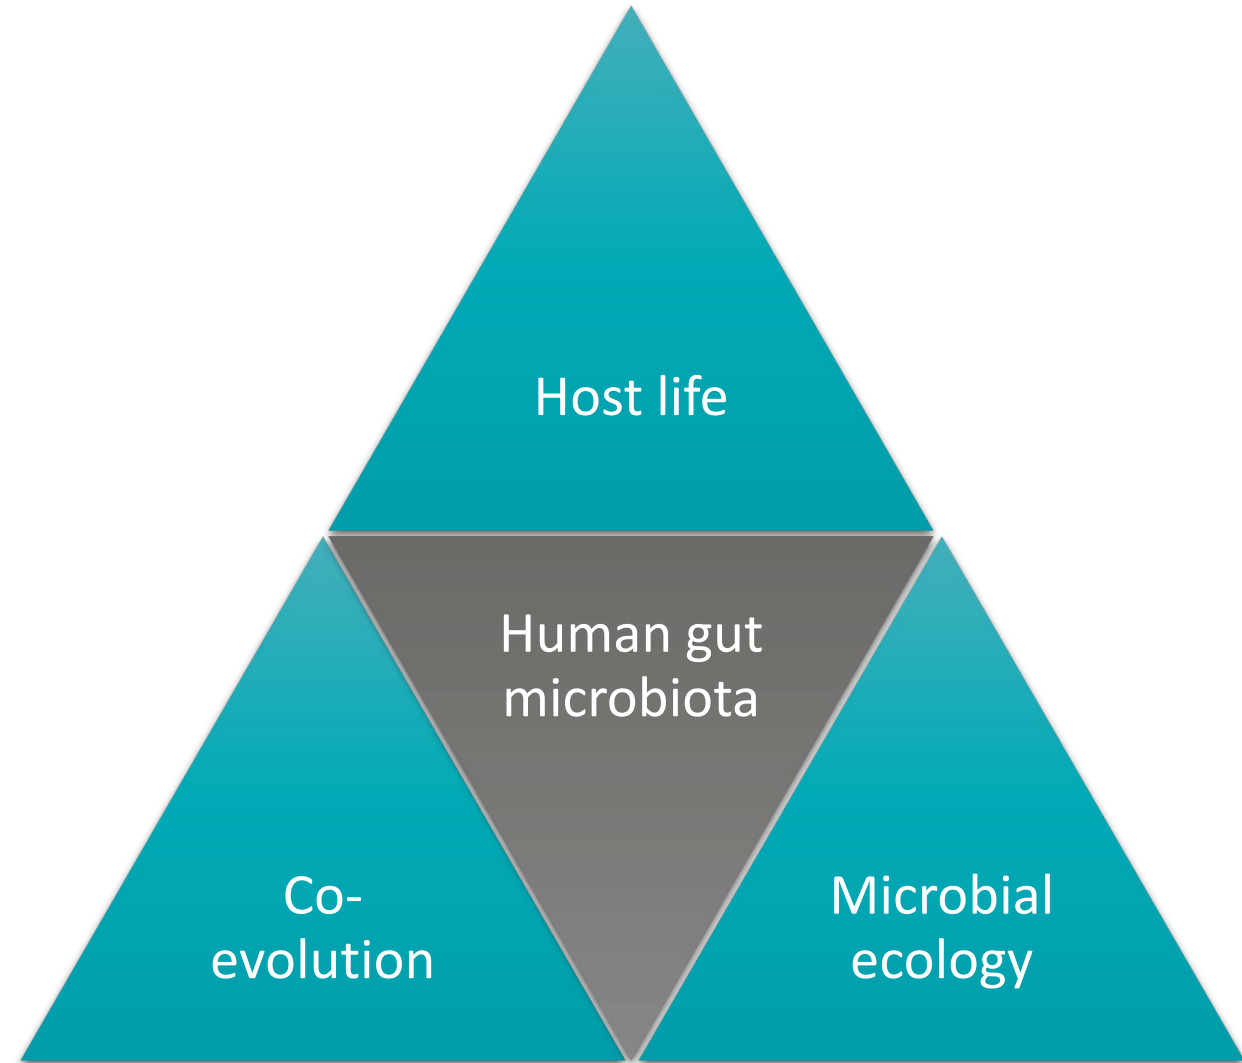 Host life
Human gut
microbiota
Co-
evolution
Microbial
ecology